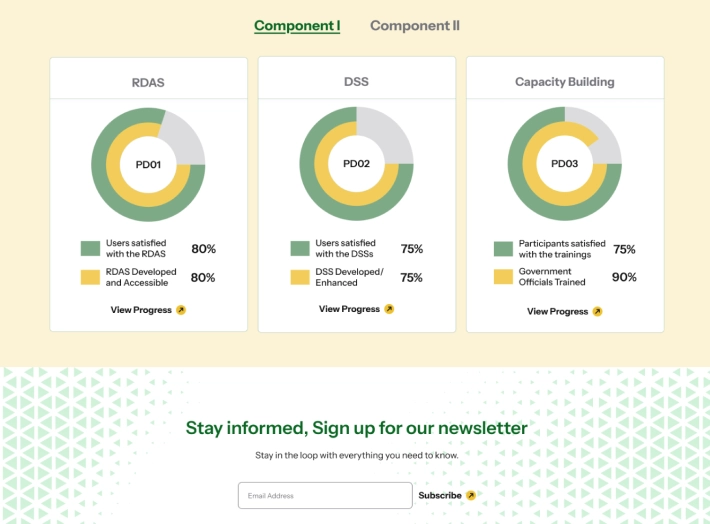 Component I
Component II
RDAS
PD01
Users satisfied
with the RDAS
80%
RDAS Developed
and Accessible
80%
View Progress
DSS
PD02
Users satisfied
with the DSSs
75%
DSS Developed/
Enhanced
75%
View Progress
Capacity Building
PD03
Participants satisfied
with the trainings
75%
Government
Officials Trained
90%
View Progress
Stay informed, Sign up for our newsletter
Stay in the loop with everything you need to know.
Email Address
Subscribe